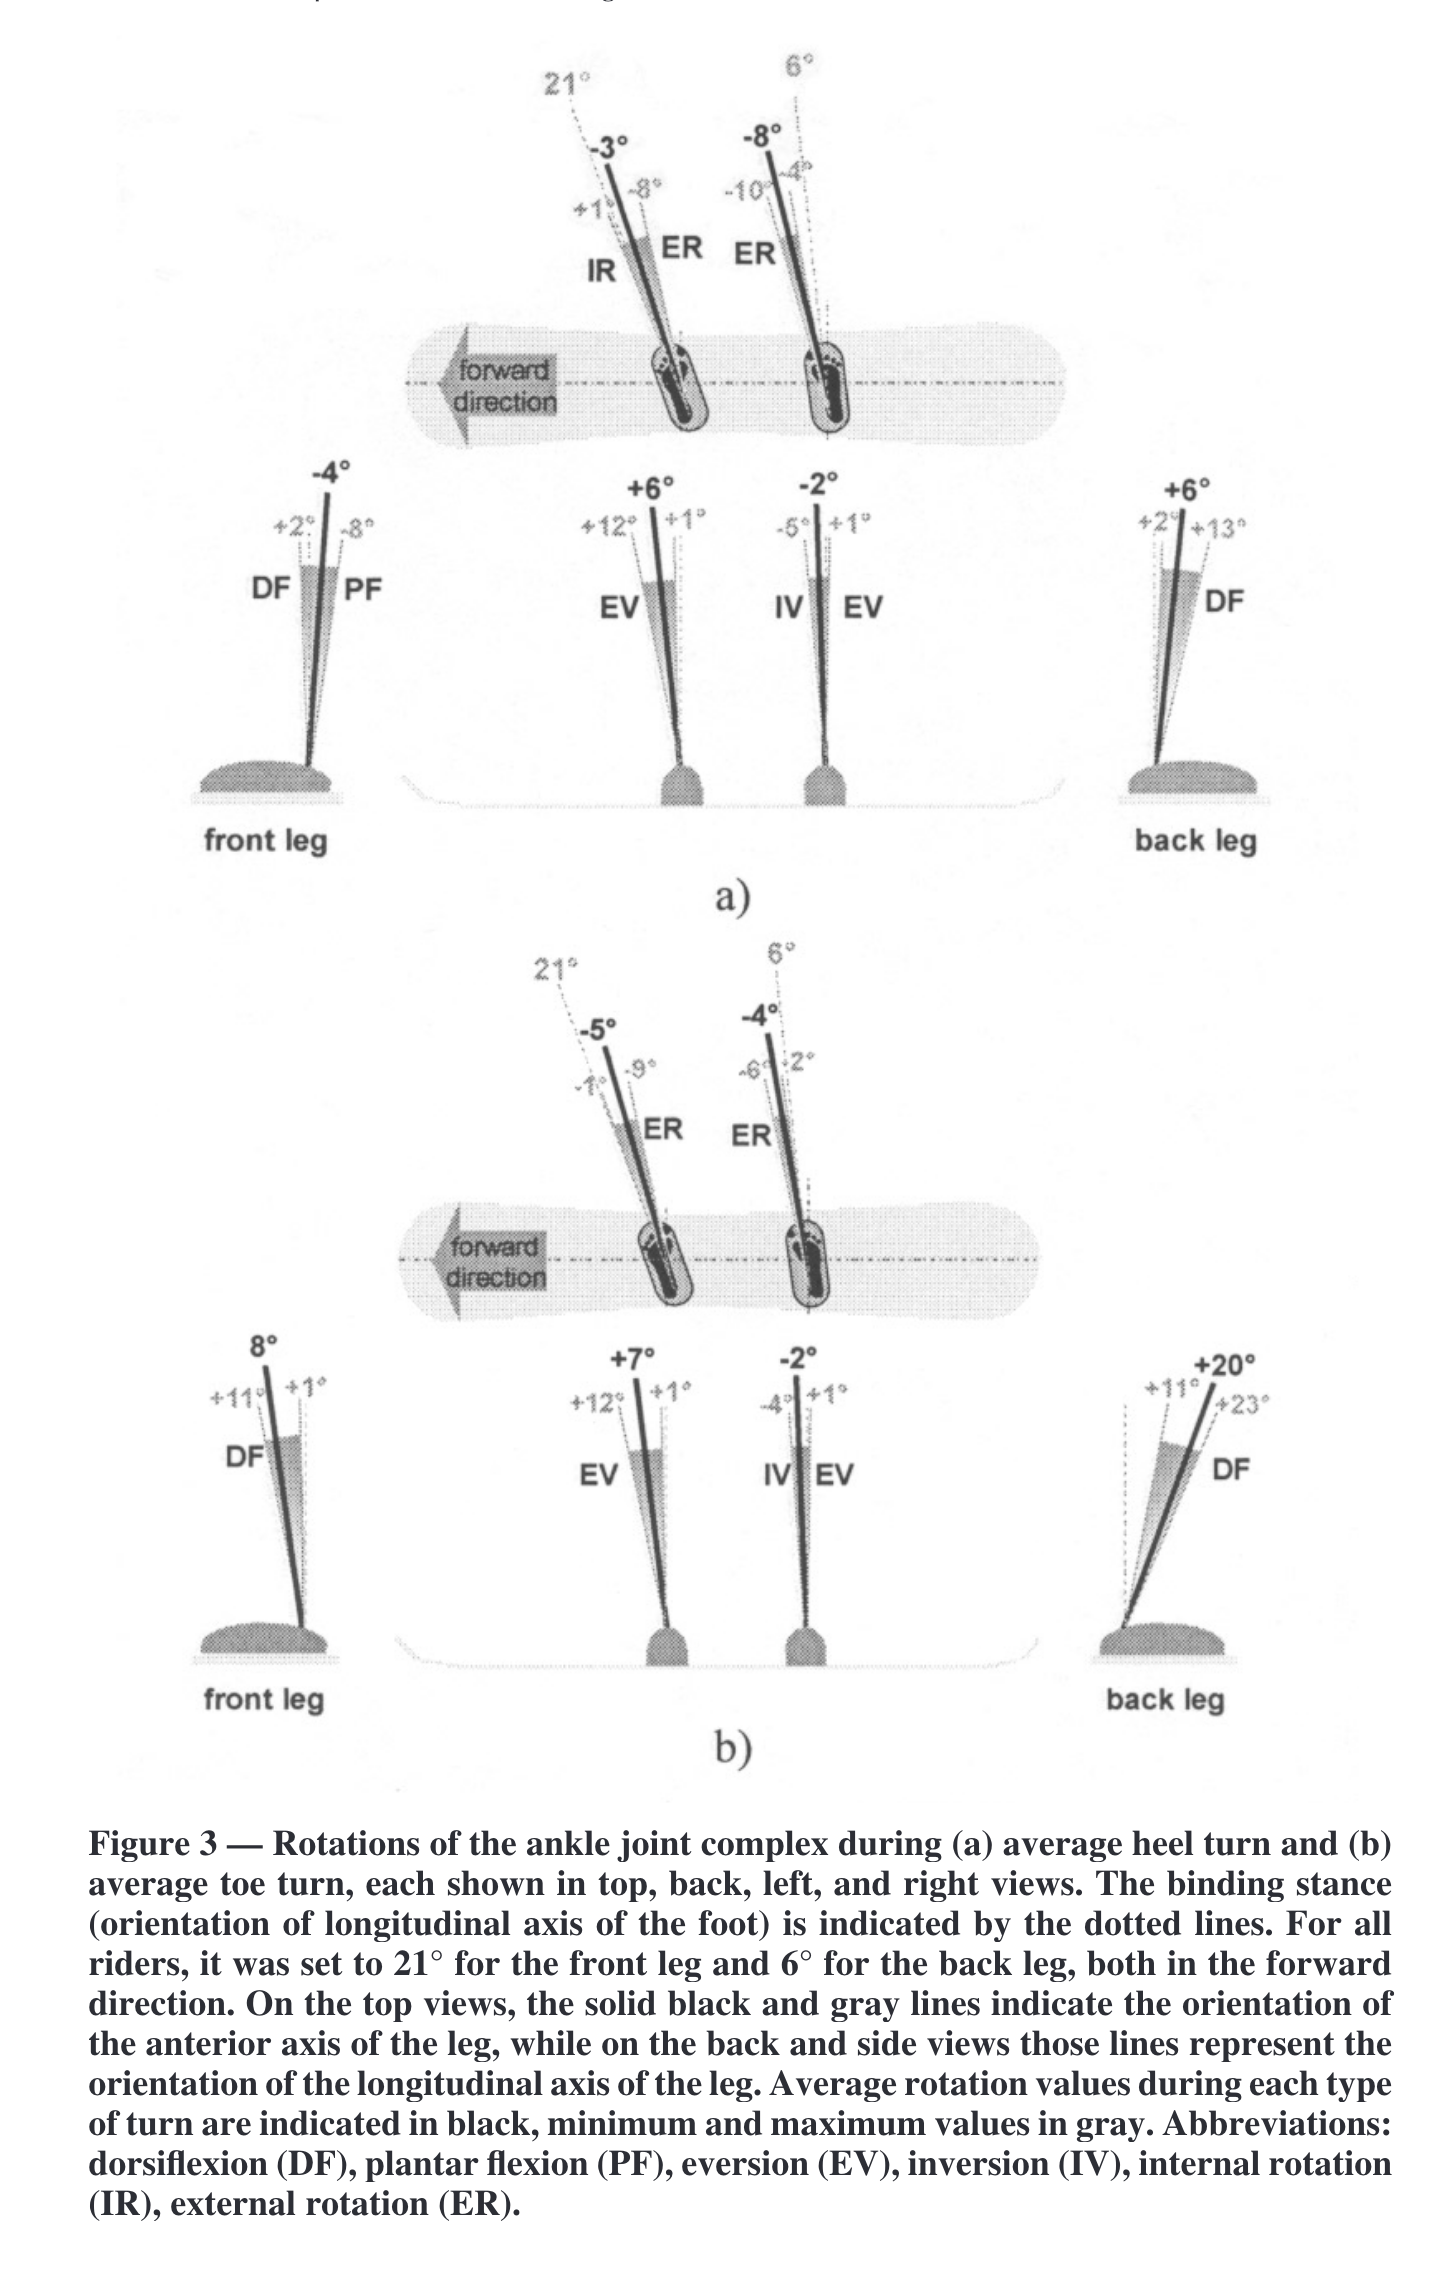 21°
6°
-3°
-8°
-8°
-4°
-10°
+1°
ER
ER
IR
forward
direction
-4°
+6°
-2°
+6°
+2°
-8°
+12°
+1°
-5°
+1°
+2°
+13°
DF
PF
EV
IV
EV
DF
front leg
back leg
a)
21°
6°
-5°
-4°
-1°
-9°
-6°
-2°
ER
ER
forward
direction
8°
+7°
-2°
+20°
+11°
+1°
+12°
+1°
-4°
+1°
+11°
+23°
DF
EV
IV
EV
DF
front leg
back leg
b)
Figure 3 — Rotations of the ankle joint complex during (a) average heel turn and (b)
average toe turn, each shown in top, back, left, and right views. The binding stance
(orientation of longitudinal axis of the foot) is indicated by the dotted lines. For all
riders, it was set to 21° for the front leg and 6° for the back leg, both in the forward
direction. On the top views, the solid black and gray lines indicate the orientation of
the anterior axis of the leg, while on the back and side views those lines represent the
orientation of the longitudinal axis of the leg. Average rotation values during each type
of turn are indicated in black, minimum and maximum values in gray. Abbreviations:
dorsiflexion (DF), plantar flexion (PF), eversion (EV), inversion (IV), internal rotation
(IR), external rotation (ER).